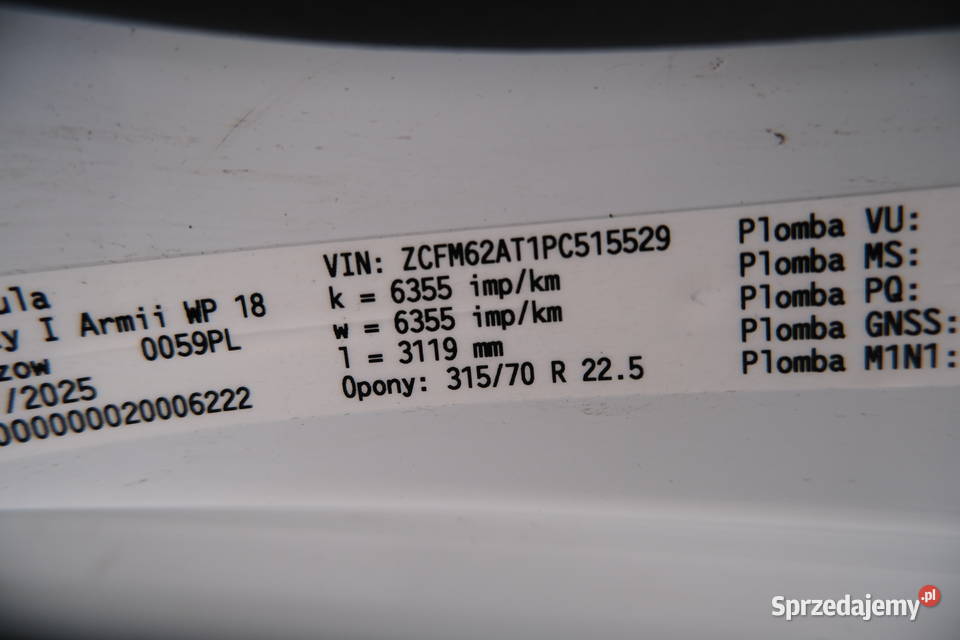 ula
y I Armii WP 18
zow 0059PL
/2025
000000020006222
VIN: ZCFM62AT1PC515529
k = 6355 imp/km
w = 6355 imp/km
l = 3119 mm
Opony: 315/70 R 22.5
Plomba VU:
Plomba MS:
Plomba PQ:
Plomba GNSS:
Plomba M1N1:
Sprzedajemy.pl